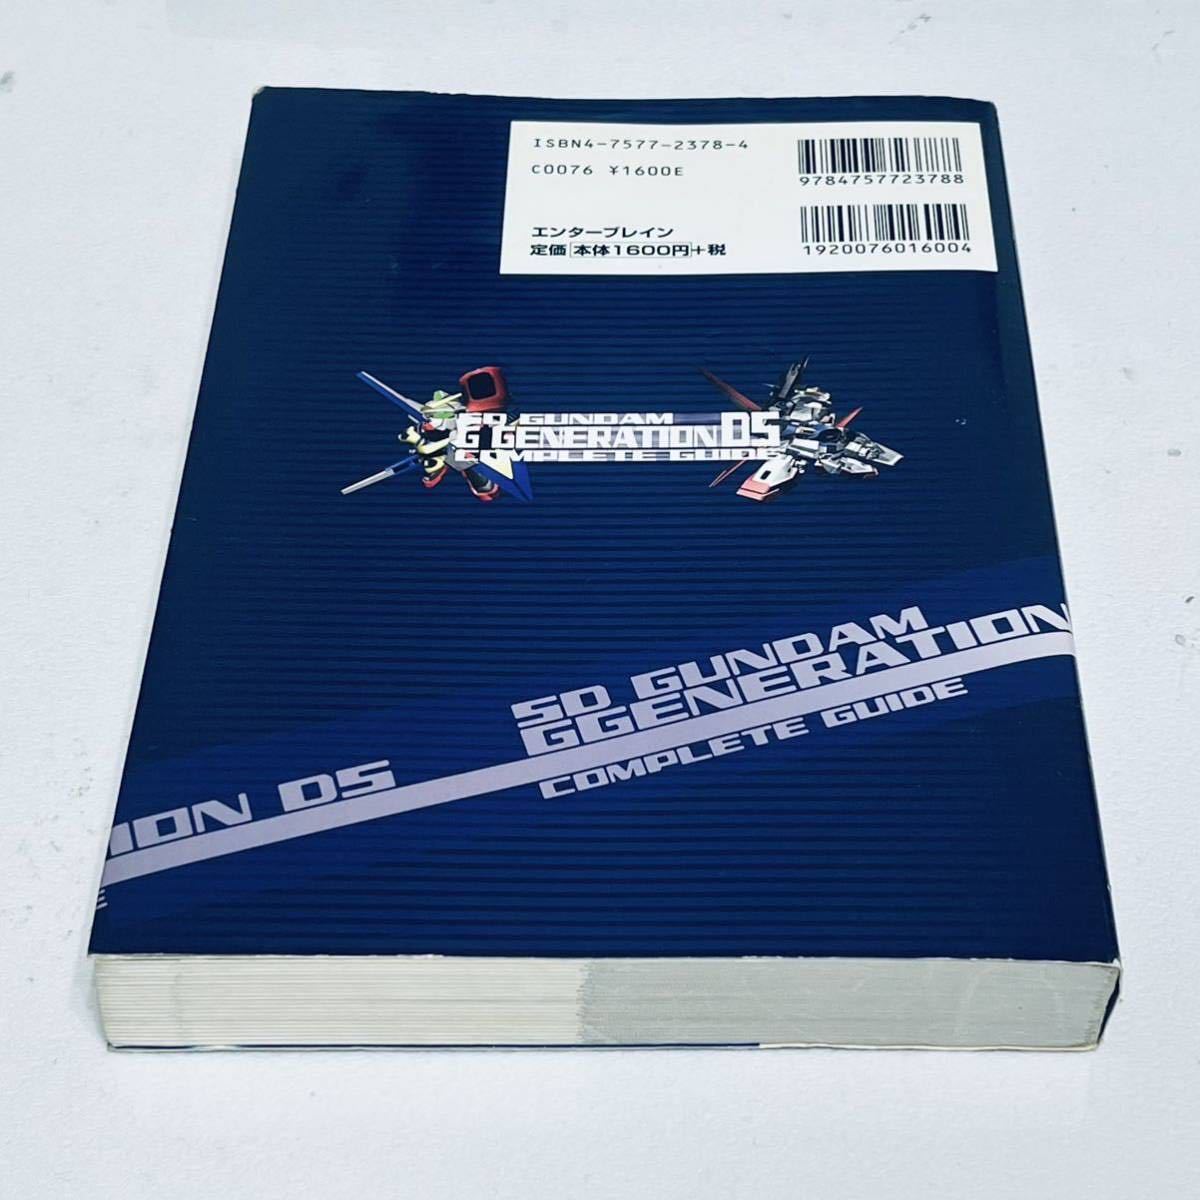 ISBN4-7577-2378-4
C0076 ¥1600E
9784757723788
エンターブレイン
定価 本体1600円+税
1920076016004
SD GUNDAM
G GENERATION DS
COMPLETE GUIDE
SD GUNDAM
GGENERATION
COMPLETE GUIDE
ION DS
E